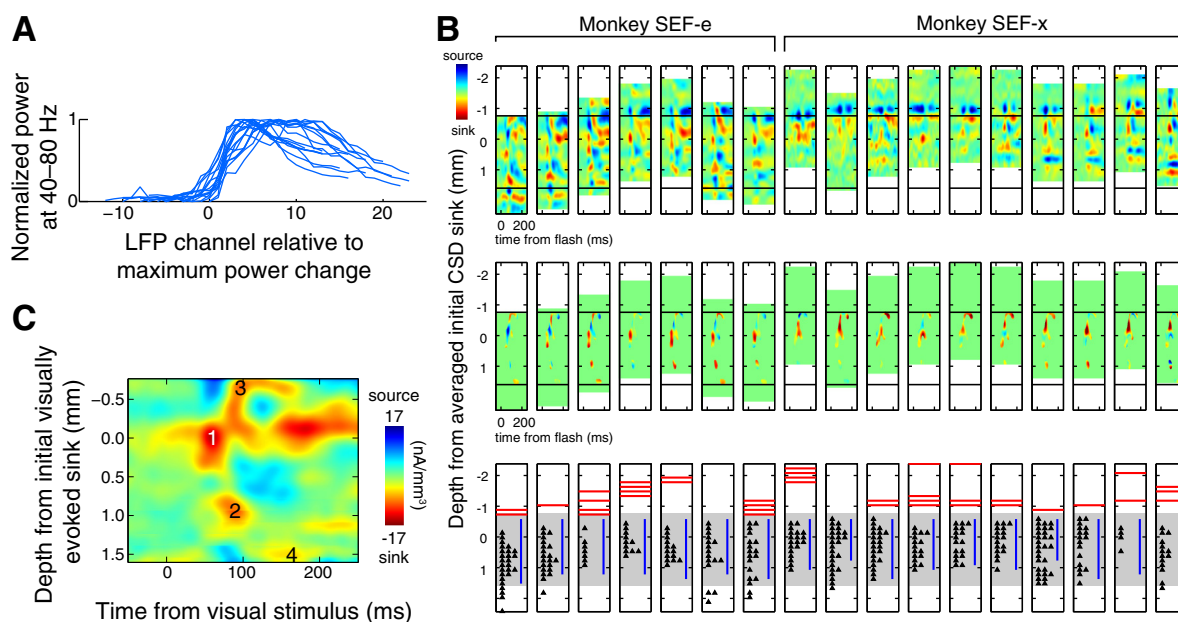 A
Normalized power
at 40–80 Hz
1
0
−10
0
10
20
LFP channel relative to
maximum power change
B
Monkey SEF-e
Monkey SEF-x
source
sink
Depth from averaged initial CSD sink (mm)
-2
-1
0
1
0 200
time from flash (ms)
-2
-1
0
1
0 200
time from flash (ms)
-2
-1
0
1
C
Depth from initial visually
evoked sink (mm)
−0.5
0.0
0.5
1.0
1.5
1
2
3
4
0
100
200
Time from visual stimulus (ms)
source
17
(nA/mm³)
-17
sink